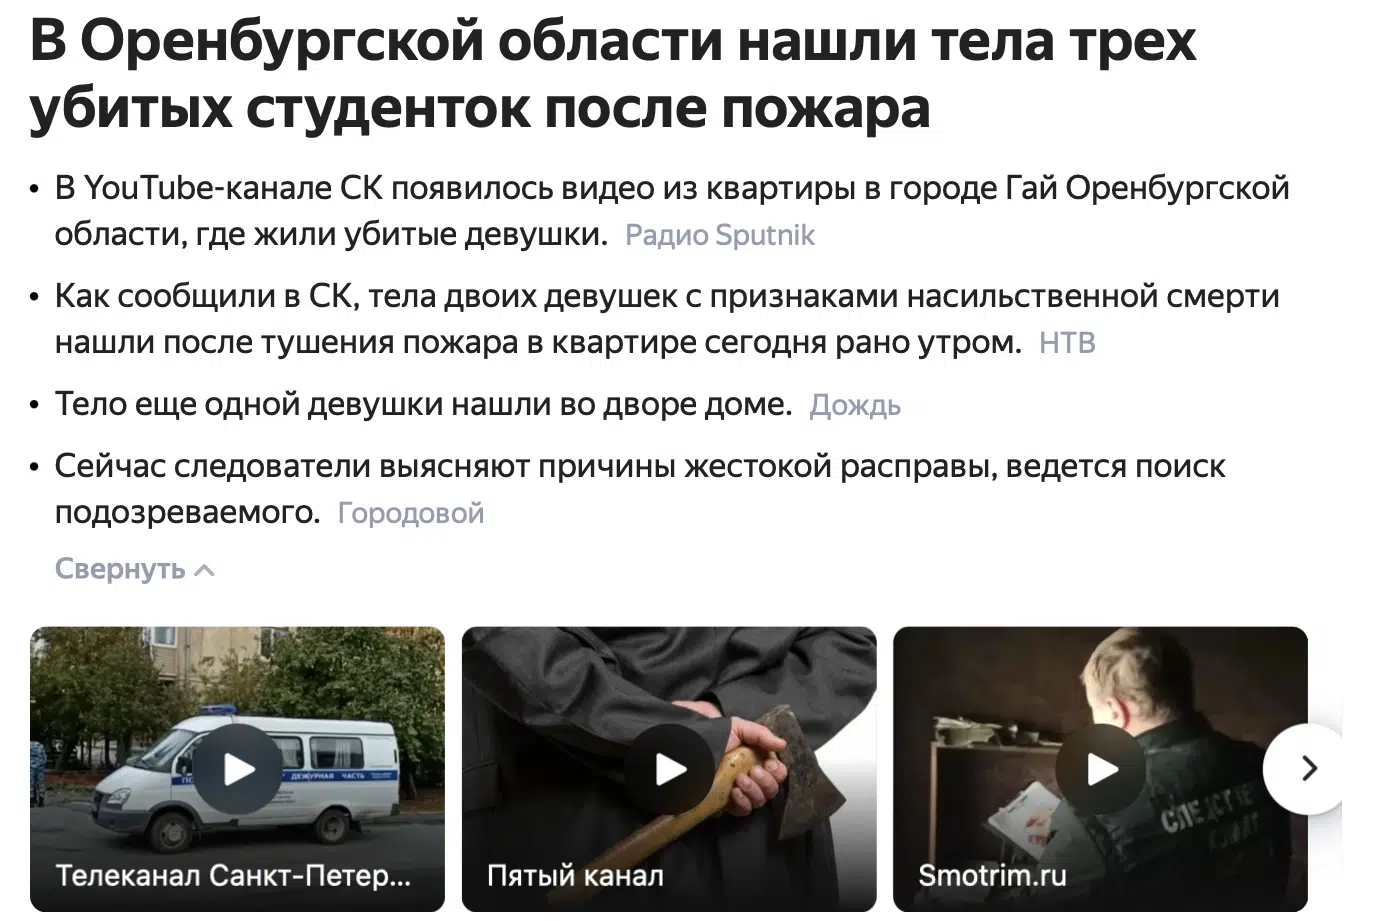 В Оренбургской области нашли тела трех
убитых студенток после пожара
• В YouTube-канале СК появилось видео из квартиры в городе Гай Оренбургской
области, где жили убитые девушки. Радио Sputnik
• Как сообщили в СК, тела двоих девушек с признаками насильственной смерти
нашли после тушения пожара в квартире сегодня рано утром. НТВ
• Тело еще одной девушки нашли во дворе доме. Дождь
• Сейчас следователи выясняют причины жестокой расправы, ведется поиск
подозреваемого. Городовой
Свернуть
ДЕЖУРНАЯ ЧАСТЬ
Телеканал Санкт-Петер...
Пятый канал
Smotrim.ru